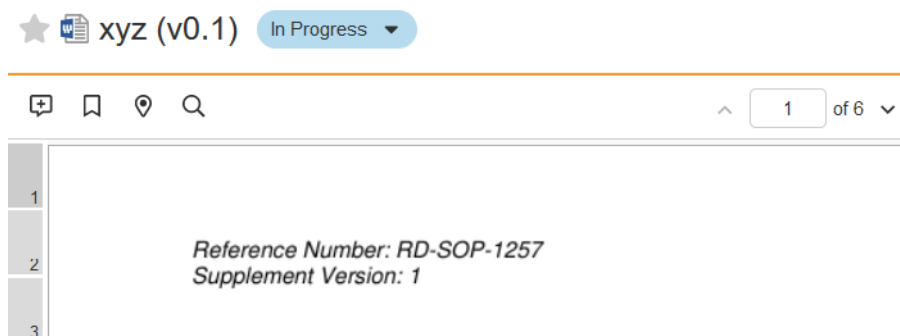 xyz (v0.1) In Progress
1 of 6
1
Reference Number: RD-SOP-1257
2
Supplement Version: 1
3